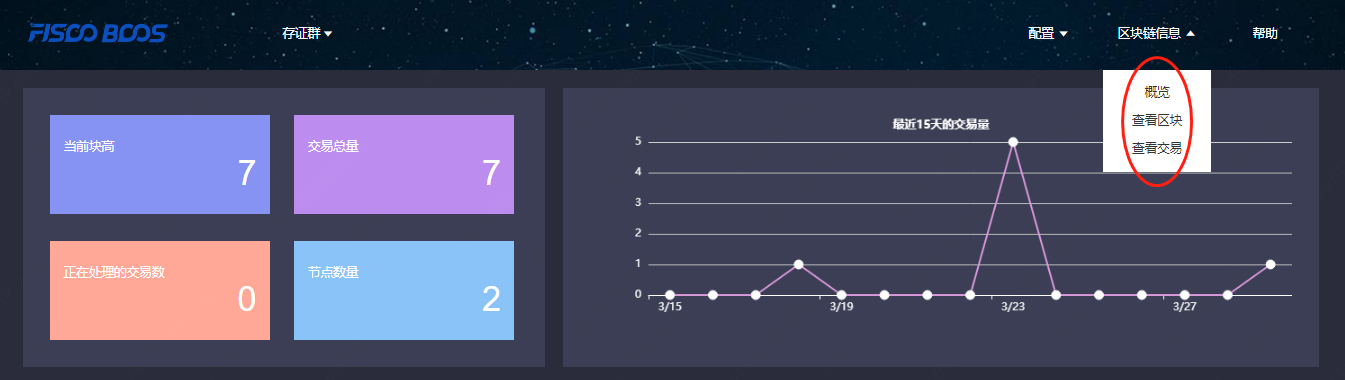 FISCO BCOS
存证群
配置
区块链信息
帮助
概览
查看区块
查看交易
当前块高
7
交易总量
7
正在处理的交易数
0
节点数量
2
最近15天的交易量
5
4
3
2
1
0
3/15
3/19
3/23
3/27